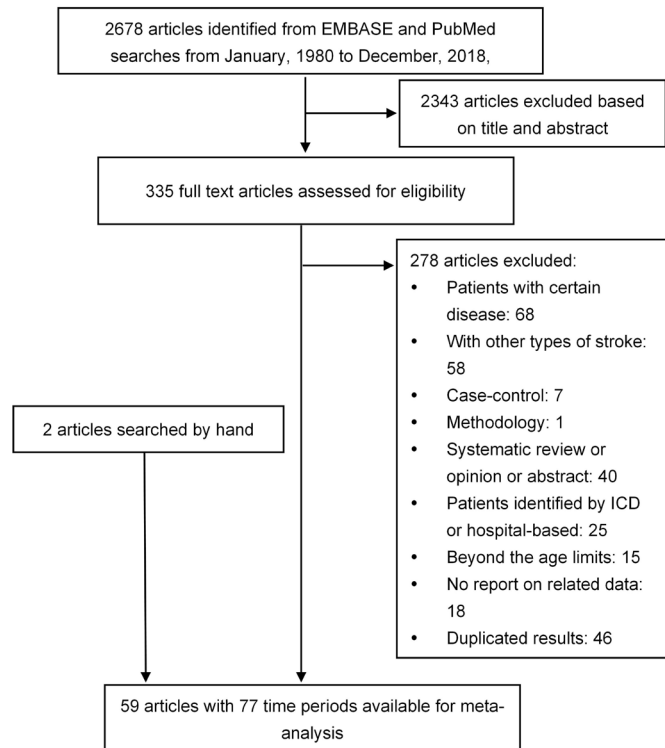 2678 articles identified from EMBASE and PubMed
searches from January, 1980 to December, 2018,
2343 articles excluded based
on title and abstract
335 full text articles assessed for eligibility
278 articles excluded:
• Patients with certain
disease: 68
• With other types of stroke:
58
• Case-control: 7
• Methodology: 1
• Systematic review or
opinion or abstract: 40
• Patients identified by ICD
or hospital-based: 25
• Beyond the age limits: 15
• No report on related data:
18
• Duplicated results: 46
2 articles searched by hand
59 articles with 77 time periods available for meta-
analysis